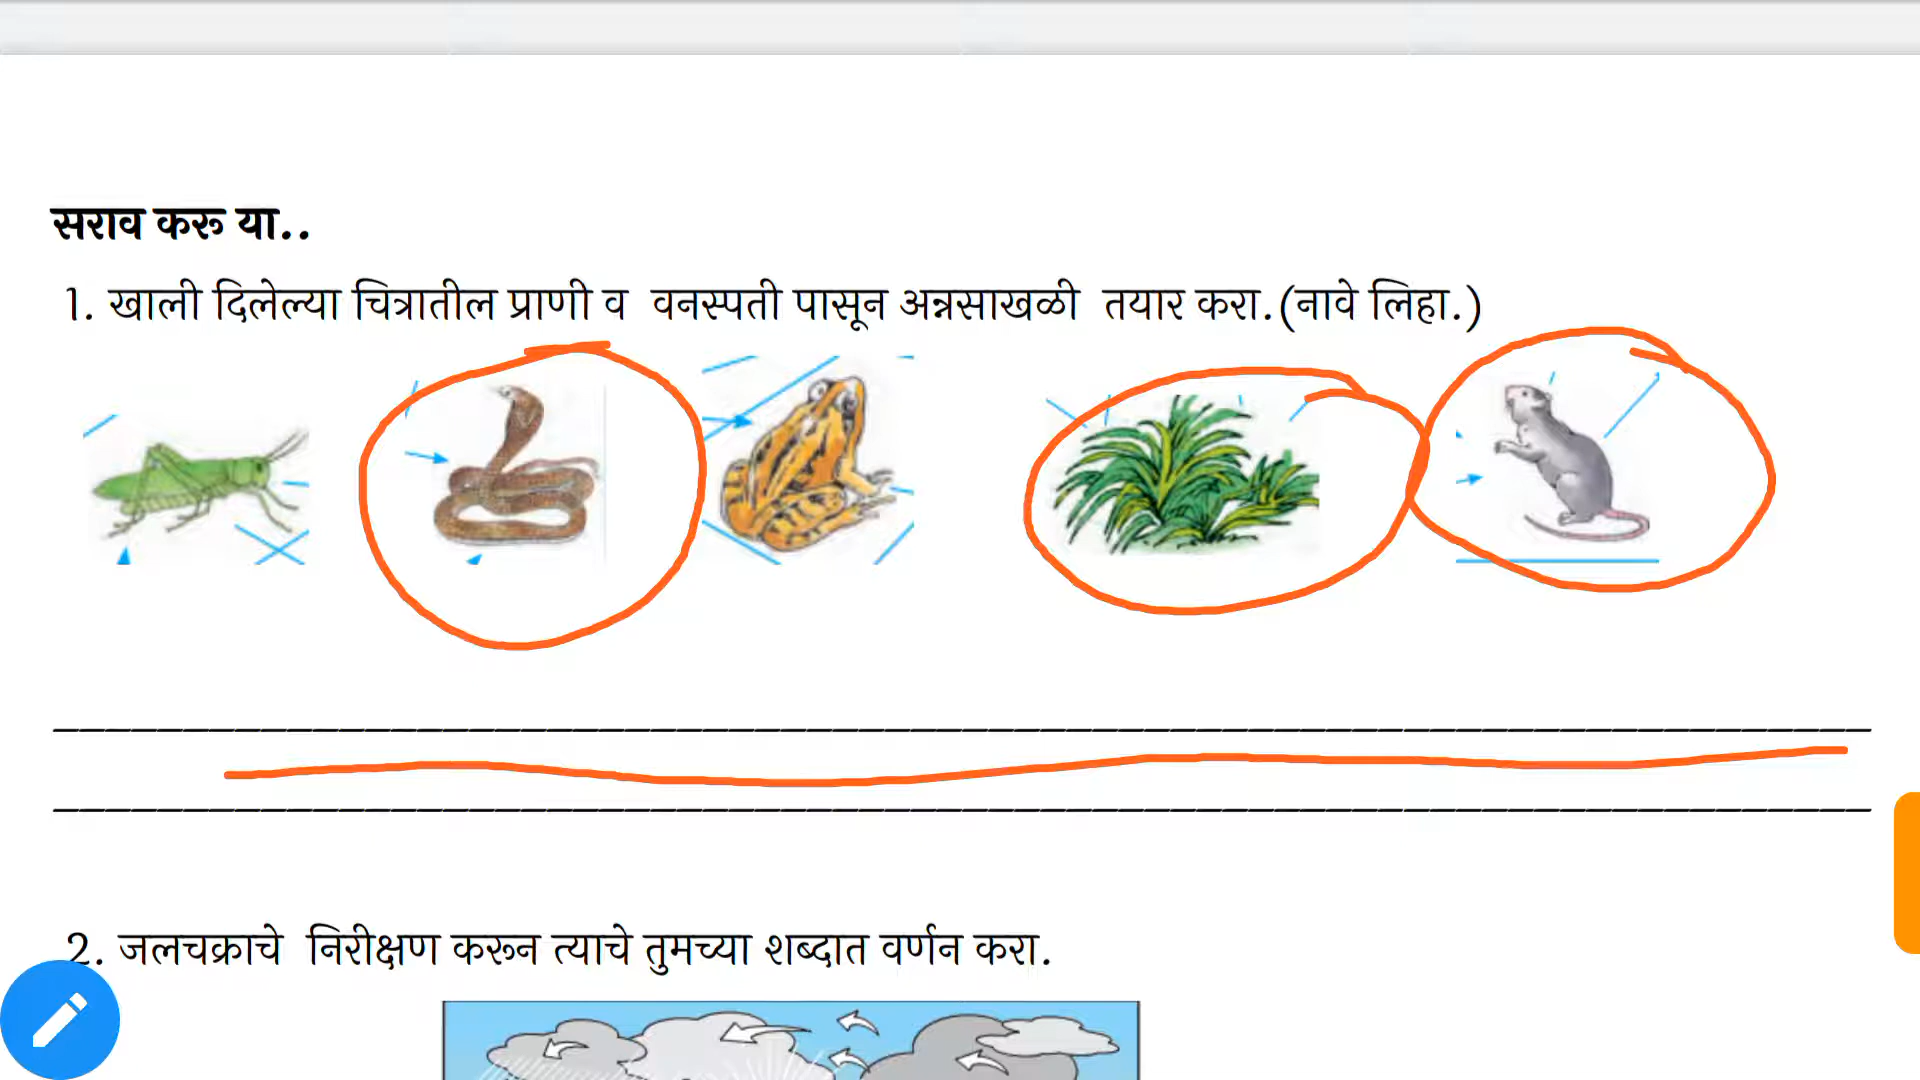 सराव करू या..
1. खाली दिलेल्या चित्रातील प्राणी व वनस्पती पासून अन्नसाखळी तयार करा.(नावे लिहा.)
2. जलचक्राचे निरीक्षण करून त्याचे तुमच्या शब्दात वर्णन करा.